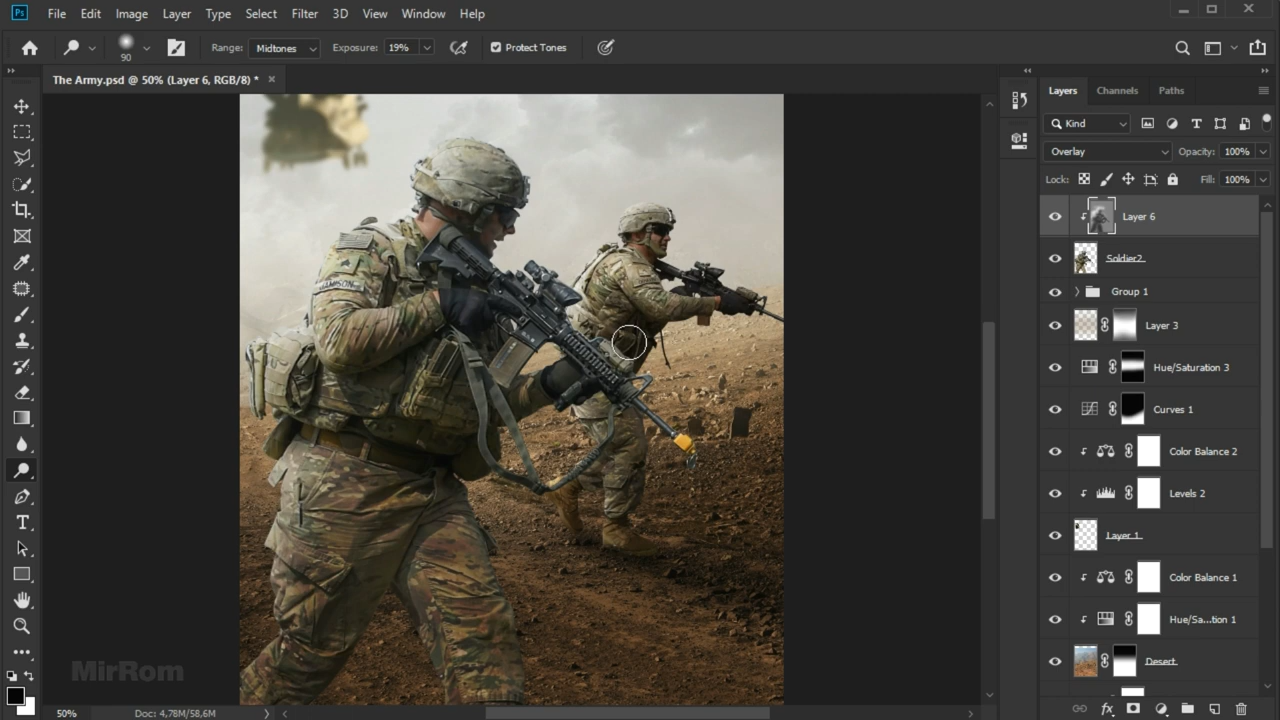 Ps File Edit Image Layer Type Select Filter 3D View Window Help
90 Range: Midtones Exposure: 19% Protect Tones
The Army.psd @ 50% (Layer 6, RGB/8) * ×
Layers Channels Paths
Kind
Overlay Opacity: 100%
Lock: Fill: 100%
Layer 6
Soldier2
Group 1
Layer 3
Hue/Saturation 3
Curves 1
Color Balance 2
Levels 2
Layer 1
Color Balance 1
Hue/Sa...tion 1
Desert
JAMISON
MirRom
50% Doc: 4,78M/58,6M